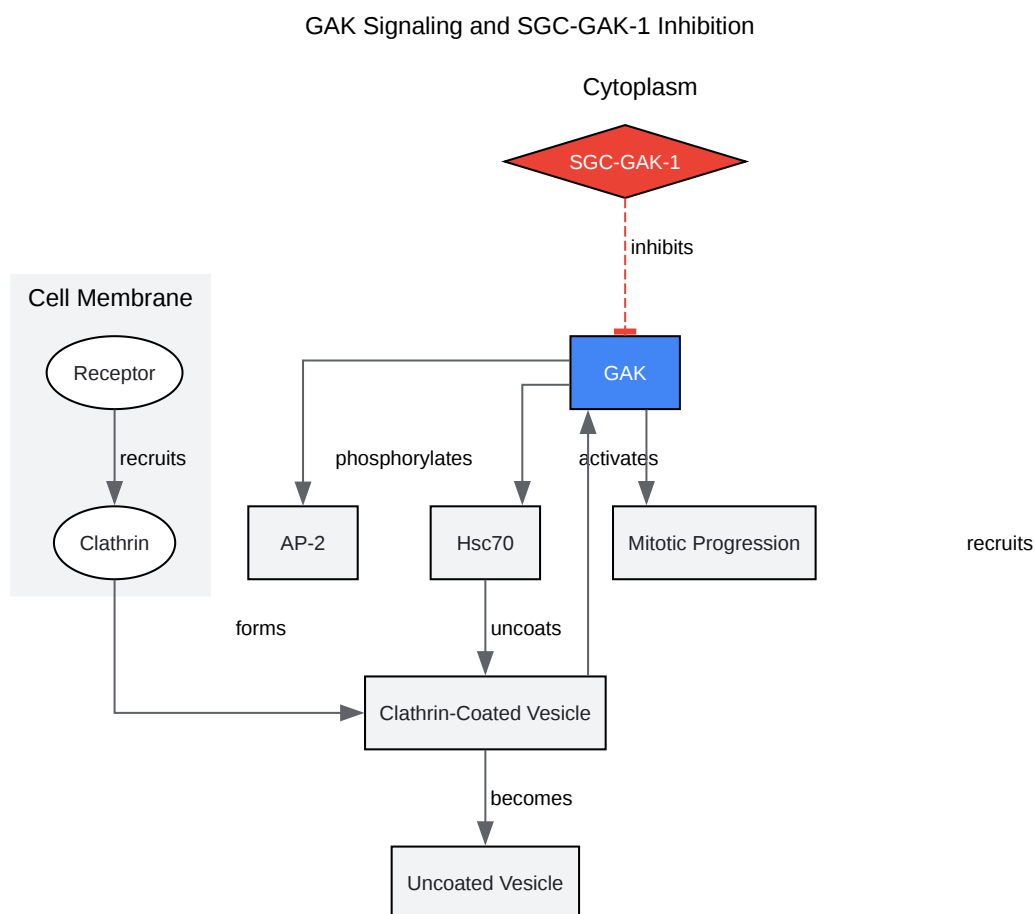 GAK Signaling and SGC-GAK-1 Inhibition
Cytoplasm
SGC-GAK-1
inhibits
Cell Membrane
Receptor
GAK
recruits
phosphorylates
activates
Clathrin
AP-2
Hsc70
Mitotic Progression
recruits
forms
uncoats
Clathrin-Coated Vesicle
becomes
Uncoated Vesicle